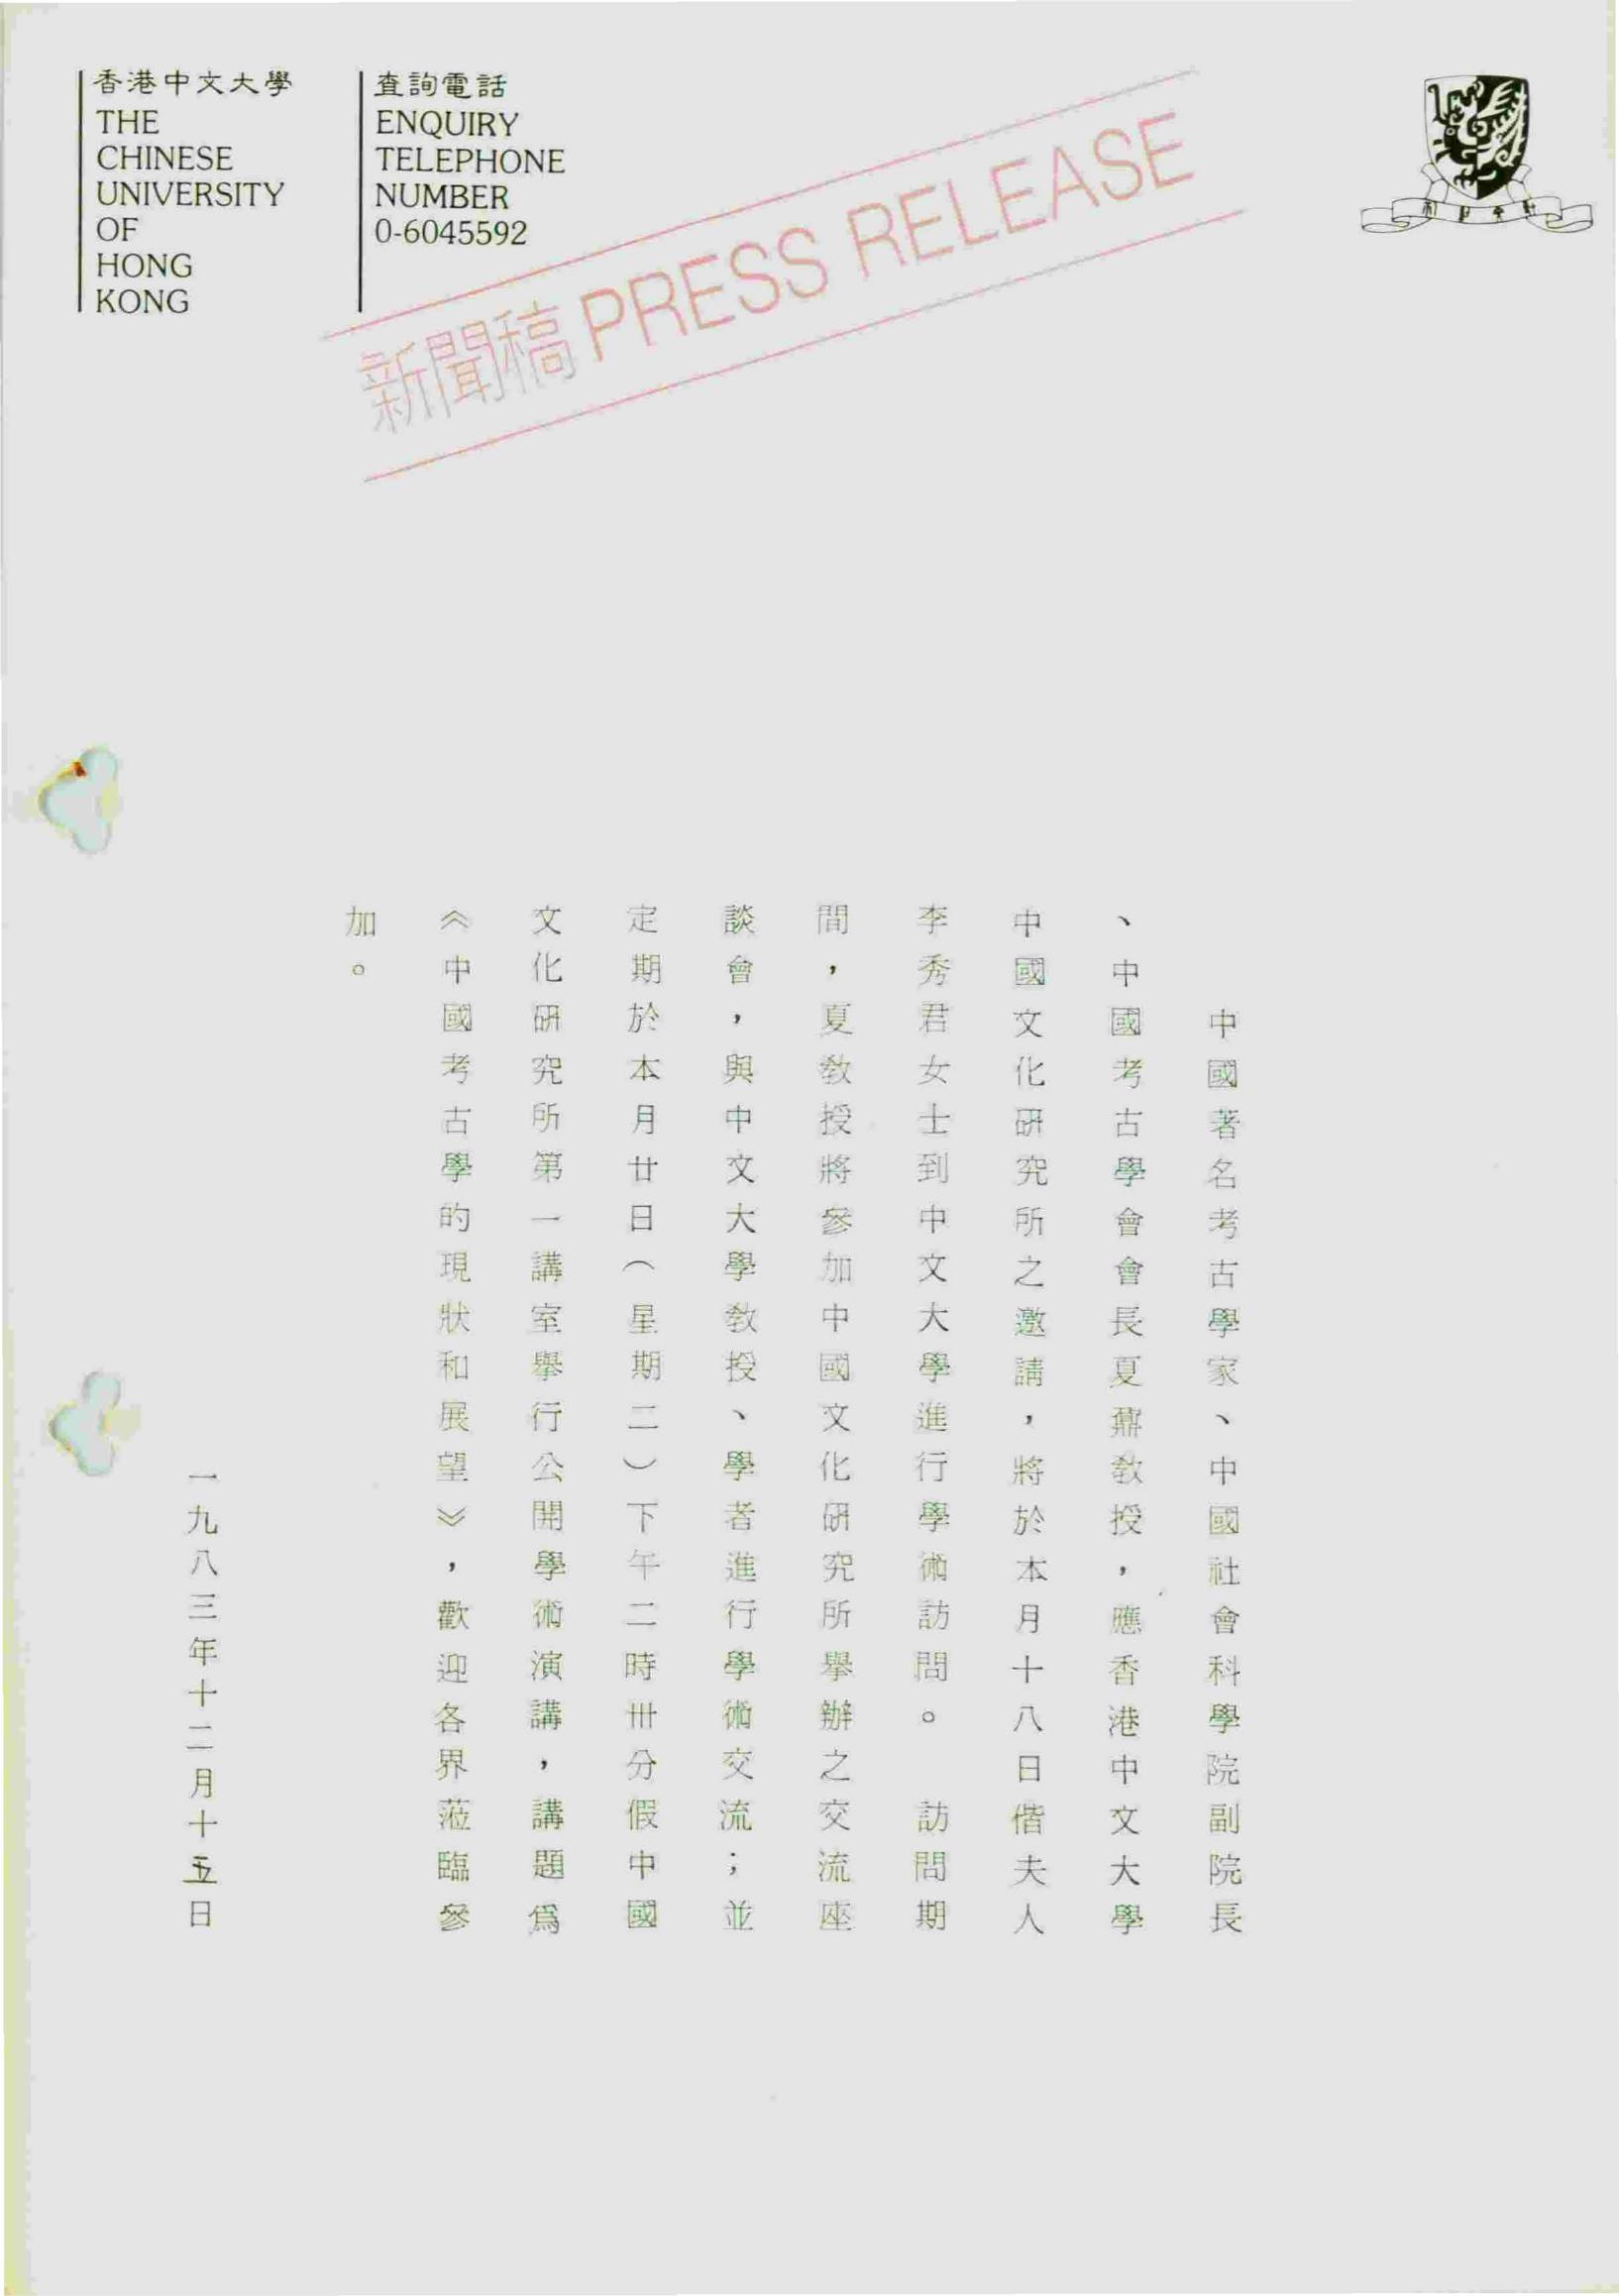 香港中文大學
THE
CHINESE
UNIVERSITY
OF
HONG
KONG
查詢電話
ENQUIRY
TELEPHONE
NUMBER
0-6045592
新聞稿 PRESS RELEASE
中國著名考古學家、中國社會科學院副院長
、中國考古學會會長夏鼐教授，應香港中文大學
中國文化研究所之邀請，將於本月十八日偕夫人
李秀君女士到中文大學進行學術訪問。訪問期
間，夏教授將參加中國文化研究所舉辦之交流座
談會，與中文大學教授、學者進行學術交流；並
定期於本月廿日（星期二）下午二時卅分假中國
文化研究所第一講室舉行公開學術演講，講題爲
《中國考古學的現狀和展望》，歡迎各界蒞臨參
加。
一九八三年十二月十五日